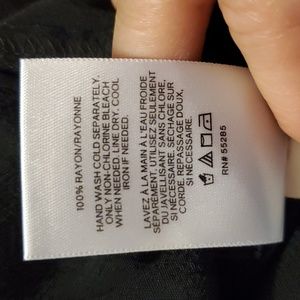 100% RAYON/RAYONNE
HAND WASH COLD SEPARATELY.
ONLY NON-CHLORINE BLEACH
WHEN NEEDED. LINE DRY. COOL
IRON IF NEEDED.
LAVEZ À LA MAIN À L'EAU FROIDE
SÉPARÉMENT. UTILISEZ SEULEMENT
DU JAVELLISANT SANS CHLORE,
SI NÉCESSAIRE. SÉCHAGE SUR
CORDE. REPASSAGE DOUX,
SI NÉCESSAIRE.
RN# 55285